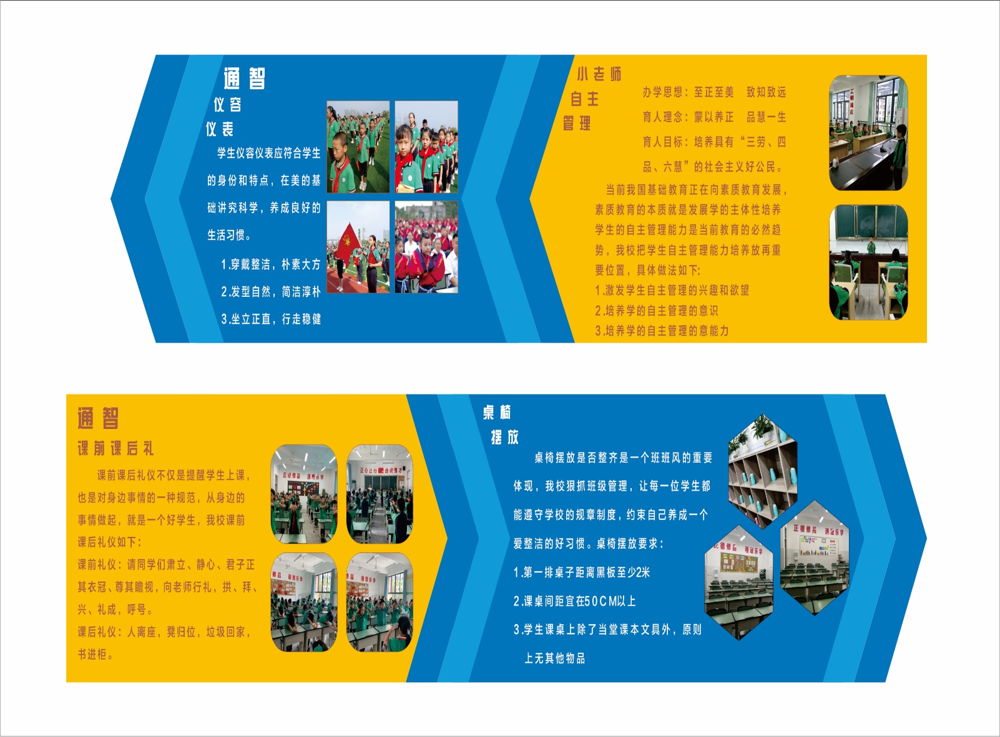 通智
仪容
仪表
学生仪容仪表应符合学生
的身份和特点，在美的基
础讲究科学，养成良好的
生活习惯。
1.穿戴整洁，朴素大方
2.发型自然，简洁淳朴
3.坐立正直，行走稳健
小老师
自主
管理
办学思想：至正至美　致知致远
育人理念：蒙以养正　品慧一生
育人目标：培养具有“三劳、四
品、六慧”的社会主义好公民。
当前我国基础教育正在向素质教育发展，
素质教育的本质就是发展学的主体性培养
学生的自主管理能力是当前教育的必然趋
势，我校把学生自主管理能力培养放再重
要位置，具体做法如下：
1.激发学生自主管理的兴趣和欲望
2.培养学的自主管理的意识
3.培养学的自主管理的意能力
通智
课前课后礼
课前课后礼仪不仅是提醒学生上课，
也是对身边事情的一种规范，从身边的
事情做起，就是一个好学生，我校课前
课后礼仪如下：
课前礼仪：请同学们肃立、静心、君子正
其衣冠、尊其瞻视，向老师行礼，拱、拜、
兴、礼成，呼号。
课后礼仪：人离座，凳归位，垃圾回家，
书进柜。
桌椅
摆放
桌椅摆放是否整齐是一个班班风的重要
体现，我校狠抓班级管理，让每一位学生都
能遵守学校的规章制度，约束自己养成一个
爱整洁的好习惯。桌椅摆放要求：
1.第一排桌子距离黑板至少2米
2.课桌间距宜在50CM以上
3.学生课桌上除了当堂课本文具外，原则
上无其他物品
正德修品